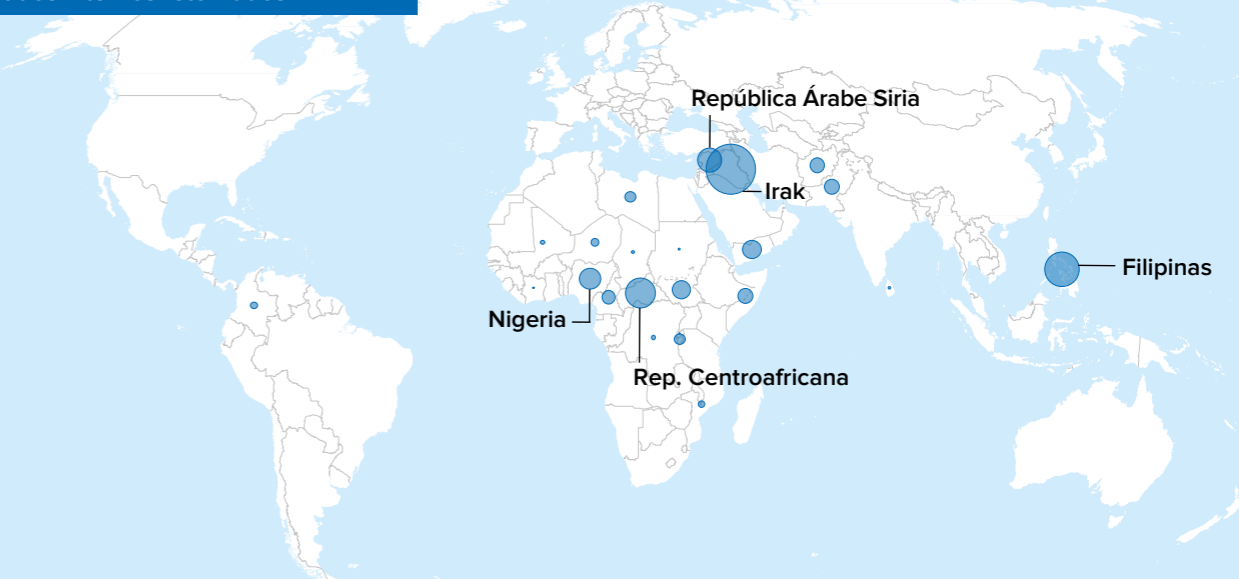 República Árabe Siria
Irak
Filipinas
Nigeria
Rep. Centroafricana